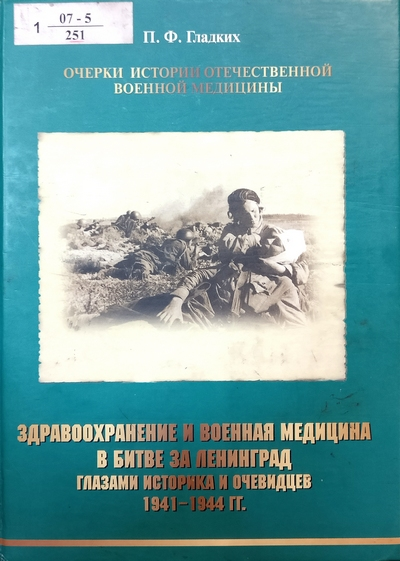 1
07 - 5
251
П. Ф. Гладких
ОЧЕРКИ ИСТОРИИ ОТЕЧЕСТВЕННОЙ
ВОЕННОЙ МЕДИЦИНЫ
ЗДРАВООХРАНЕНИЕ И ВОЕННАЯ МЕДИЦИНА
В БИТВЕ ЗА ЛЕНИНГРАД
ГЛАЗАМИ ИСТОРИКА И ОЧЕВИДЦЕВ
1941–1944 ГГ.